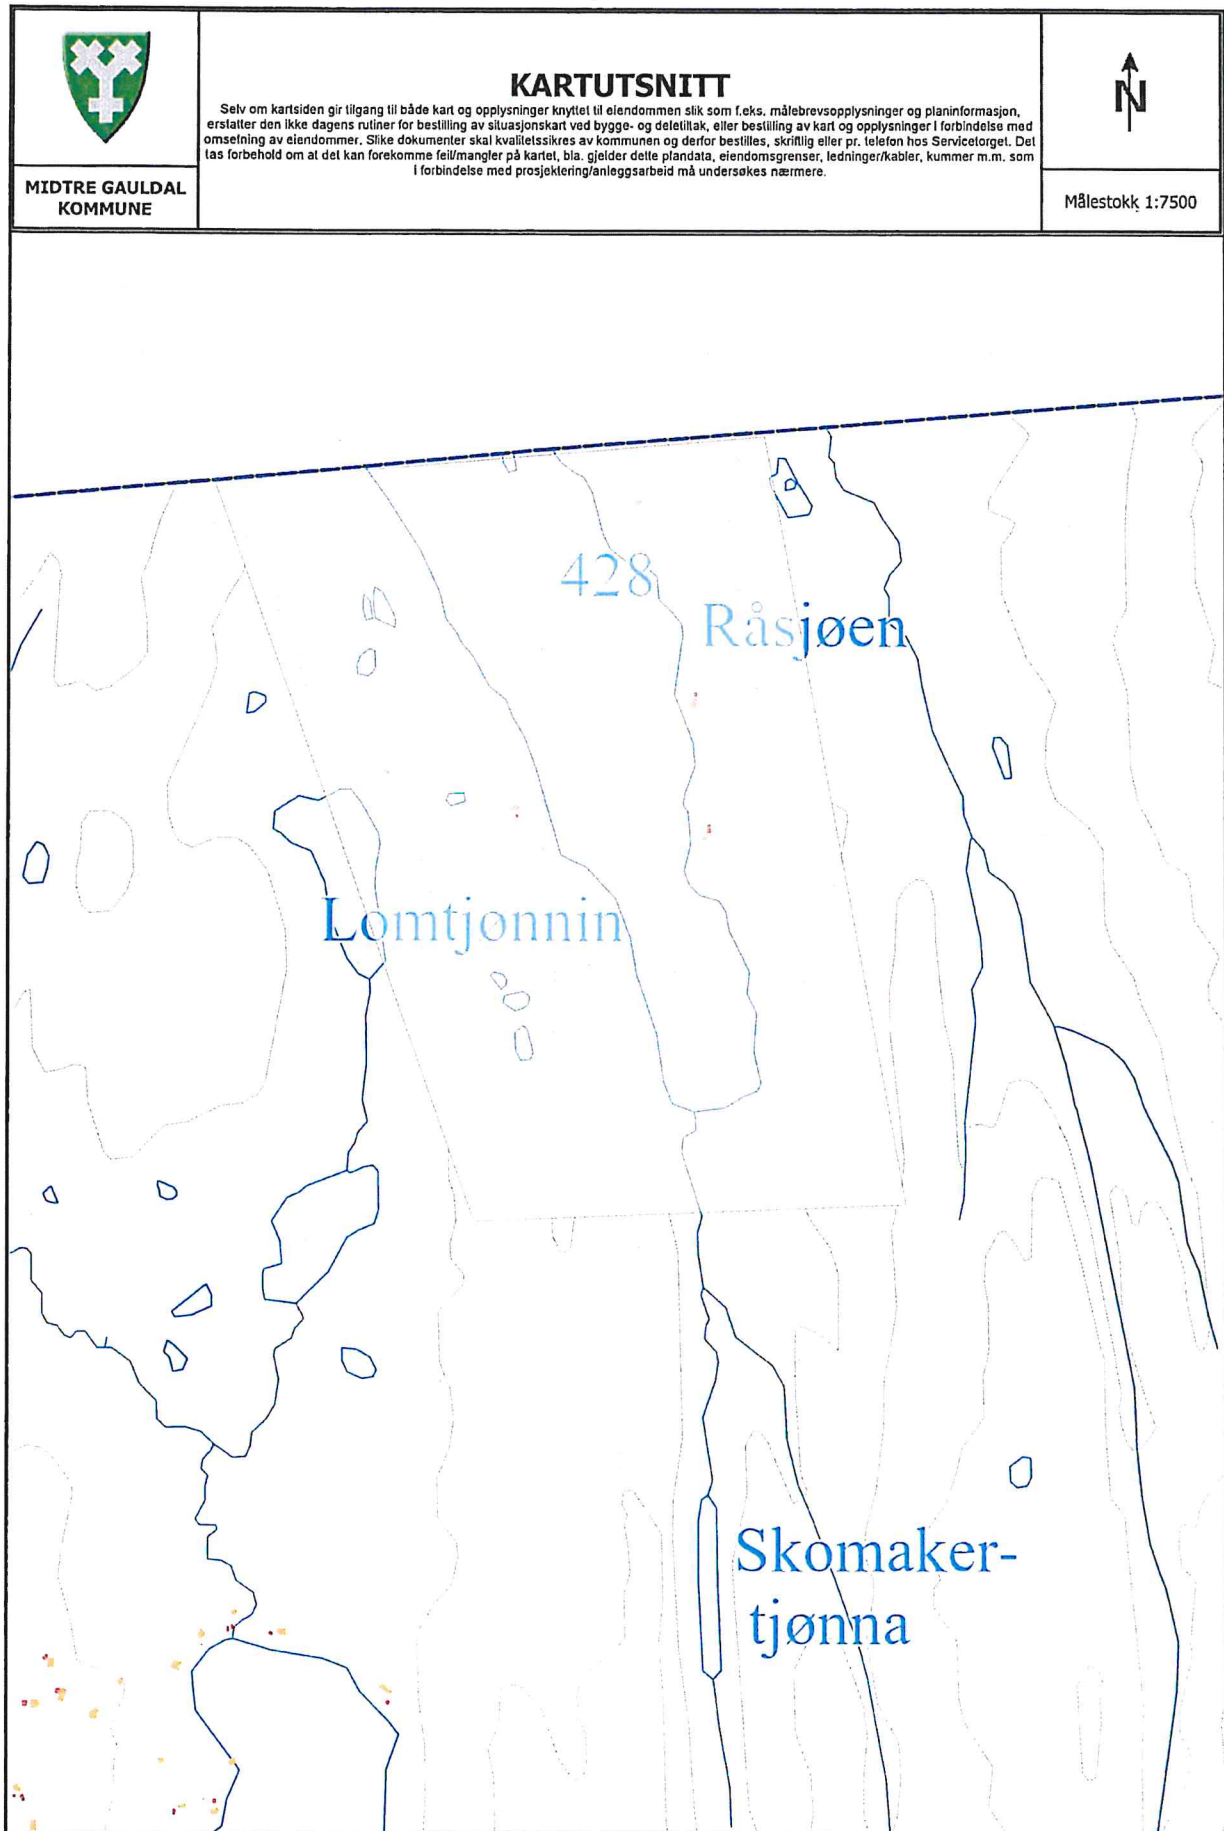 KARTUTSNITT
Selv om kartsiden gir tilgang til både kart og opplysninger knyttet til eiendommen slik som f.eks. målebrevsopplysninger og planinformasjon,
erstatter den ikke dagens rutiner for bestilling av situasjonskart ved bygge- og deletiltak, eller bestilling av kart og opplysninger i forbindelse med
omsetning av eiendommer. Slike dokumenter skal kvalitetssikres av kommunen og derfor bestilles, skriftlig eller pr. telefon hos Servicetorget. Det
tas forbehold om at det kan forekomme feil/mangler på kartet, bla. gjelder dette plandata, eiendomsgrenser, ledninger/kabler, kummer m.m. som
i forbindelse med prosjektering/anleggsarbeid må undersøkes nærmere.
MIDTRE GAULDAL
KOMMUNE
N
Målestokk 1:7500
428
Råsjøen
Lomtjønnin
Skomaker-
tjønna